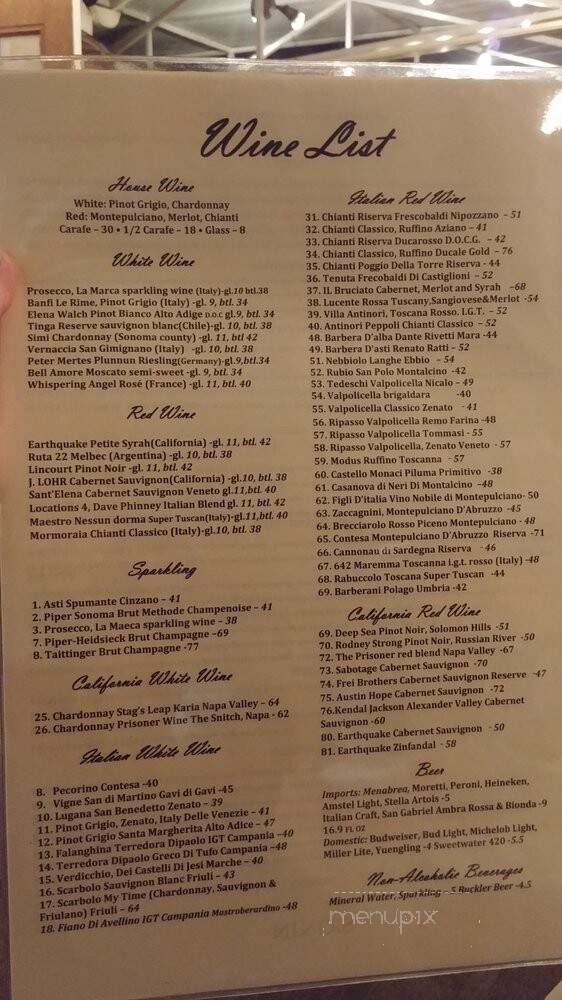 Wine List
House Wine
White: Pinot Grigio, Chardonnay
Red: Montepulciano, Merlot, Chianti
Carafe – 30 • 1/2 Carafe – 18 • Glass – 8
White Wine
Prosecco, La Marca sparkling wine (Italy)-gl.10 btl.38
Banfi Le Rime, Pinot Grigio (Italy) -gl. 9, btl. 34
Elena Walch Pinot Bianco Alto Adige D.O.C gl.9, btl. 34
Tinga Reserve sauvignon blanc(Chile)-gl. 10, btl. 38
Simi Chardonnay (Sonoma county) -gl. 11, btl 42
Vernaccia San Gimignano (Italy) -gl. 10, btl. 38
Peter Mertes Plunnun Riesling(Germany)-gl.9,btl.34
Bell Amore Moscato semi-sweet -gl. 9, btl. 34
Whispering Angel Rosé (France) -gl. 11, btl. 40
Red Wine
Earthquake Petite Syrah(California) -gl. 11, btl. 42
Ruta 22 Melbec (Argentina) -gl. 10, btl. 38
Lincourt Pinot Noir -gl. 11, btl. 42
J. LOHR Cabernet Sauvignon(California) -gl.10, btl. 38
Sant'Elena Cabernet Sauvignon Veneto gl.11,btl. 40
Locations 4, Dave Phinney Italian Blend gl. 11, btl. 42
Maestro Nessun dorma Super Tuscan(Italy)-gl.11,btl.40
Mormoraia Chianti Classico (Italy)-gl.10, btl. 38
Sparkling
1. Asti Spumante Cinzano – 41
2. Piper Sonoma Brut Methode Champenoise – 41
3. Prosecco, La Maeca sparkling wine – 38
7. Piper-Heidsieck Brut Champagne –69
8. Taittinger Brut Champagne -77
California White Wine
25. Chardonnay Stag's Leap Karia Napa Valley – 64
26. Chardonnay Prisoner Wine The Snitch, Napa - 62
Italian White Wine
8. Pecorino Contesa -40
9. Vigne San di Martino Gavi di Gavi -45
10. Lugana San Benedetto Zenato – 39
11. Pinot Grigio, Zenato, Italy Delle Venezie – 41
12. Pinot Grigio Santa Margherita Alto Adice – 47
13. Falanghina Terredora Dipaolo IGT Campania -40
14. Terredora Dipaolo Greco Di Tufo Campania -48
15. Verdicchio, Dei Castelli Di Jesi Marche – 40
16. Scarbolo Sauvignon Blanc Friuli – 43
17. Scarbolo My Time (Chardonnay, Sauvignon &
Friulano) Friuli – 64
18. Fiano Di Avellino IGT Campania Mastroberardino -48
Italian Red Wine
31. Chianti Riserva Frescobaldi Nipozzano – 51
32. Chianti Classico, Ruffino Aziano – 41
33. Chianti Riserva Ducarosso D.O.C.G. – 42
34. Chianti Classico, Ruffino Ducale Gold – 76
35. Chianti Poggio Della Torre Riserva - 44
36. Tenuta Frecobaldi Di Castiglioni – 52
37. IL Bruciato Cabernet, Merlot and Syrah –68
38. Lucente Rossa Tuscany,Sangiovese&Merlot -54
39. Villa Antinori, Toscana Rosso. I.G.T. – 52
40. Antinori Peppoli Chianti Classico – 52
48. Barbera D'alba Dante Rivetti Mara -44
49. Barbera D'asti Renato Ratti – 52
51. Nebbiolo Langhe Ebbio – 54
52. Rubio San Polo Montalcino -42
53. Tedeschi Valpolicella Nicalo – 49
54. Valpolicella brigaldara -40
55. Valpolicella Classico Zenato - 41
56. Ripasso Valpolicella Remo Farina -48
57. Ripasso Valpolicella Tommasi - 55
58. Ripasso Valpolicella, Zenato Veneto - 57
59. Modus Ruffino Toscanna – 57
60. Castello Monaci Piluma Primitivo -38
61. Casanova di Neri Di Montalcino -48
62. Figli D'italia Vino Nobile di Montepulciano- 50
63. Zaccagnini, Montepulciano D'Abruzzo -45
64. Brecciarolo Rosso Piceno Montepulciano - 48
65. Contesa Montepulciano D'Abruzzo Riserva -71
66. Cannonau di Sardegna Riserva - 46
67. 642 Maremma Toscanna i.g.t. rosso (Italy) -48
68. Rabuccolo Toscana Super Tuscan -44
69. Barberani Polago Umbria -42
California Red Wine
69. Deep Sea Pinot Noir, Solomon Hills - 51
70. Rodney Strong Pinot Noir, Russian River -50
72. The Prisoner red blend Napa Valley -67
73. Sabotage Cabernet Sauvignon -70
74. Frei Brothers Cabernet Sauvignon Reserve -47
75. Austin Hope Cabernet Sauvignon -72
76.Kendal Jackson Alexander Valley Cabernet
Sauvignon -60
80. Earthquake Cabernet Sauvignon - 50
81. Earthquake Zinfandal - 58
Beer
Imports: Menabrea, Moretti, Peroni, Heineken,
Amstel Light, Stella Artois -5
Italian Craft, San Gabriel Ambra Rossa & Bionda -9
16.9 FL OZ
Domestic: Budweiser, Bud Light, Michelob Light,
Miller Lite, Yuengling -4 Sweetwater 420 -5.5
Non-Alcoholic Beverages
Mineral Water, Sparkling – 5 Buckler Beer -4.5
menupix